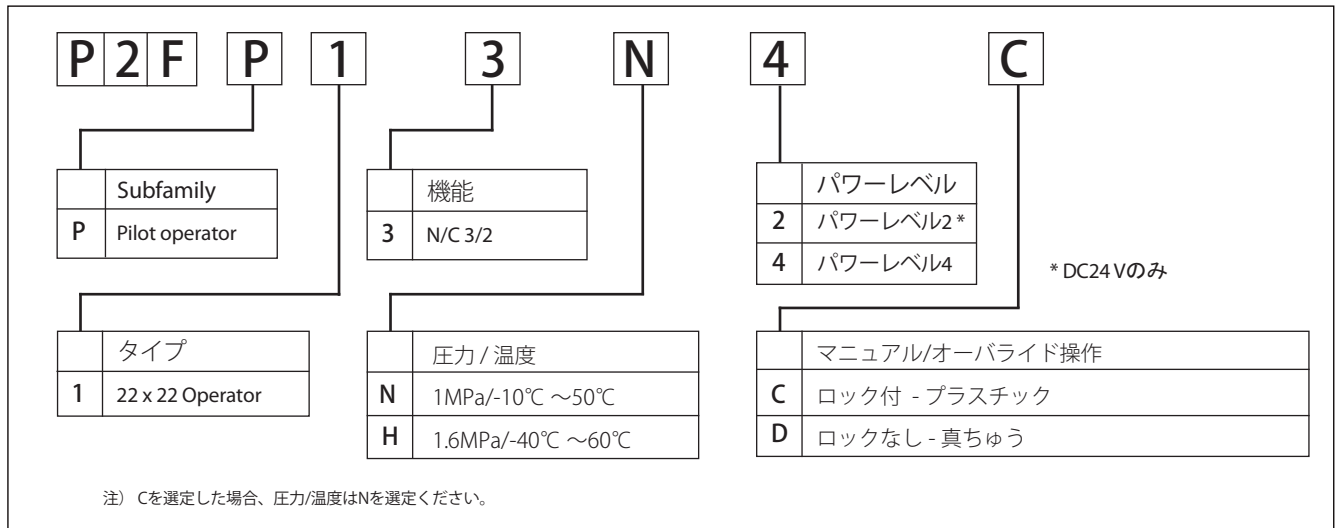 P2F P 1 3 N 4 C
Subfamily
P Pilot operator
機能
3 N/C 3/2
パワーレベル
2 パワーレベル2 *
4 パワーレベル4
* DC24 Vのみ
タイプ
1 22 x 22 Operator
圧力 / 温度
N 1MPa/-10℃ ～50℃
H 1.6MPa/-40℃ ～60℃
マニュアル/オーバライド操作
C ロック付 - プラスチック
D ロックなし - 真ちゅう
注） Cを選定した場合、圧力/温度はNを選定ください。